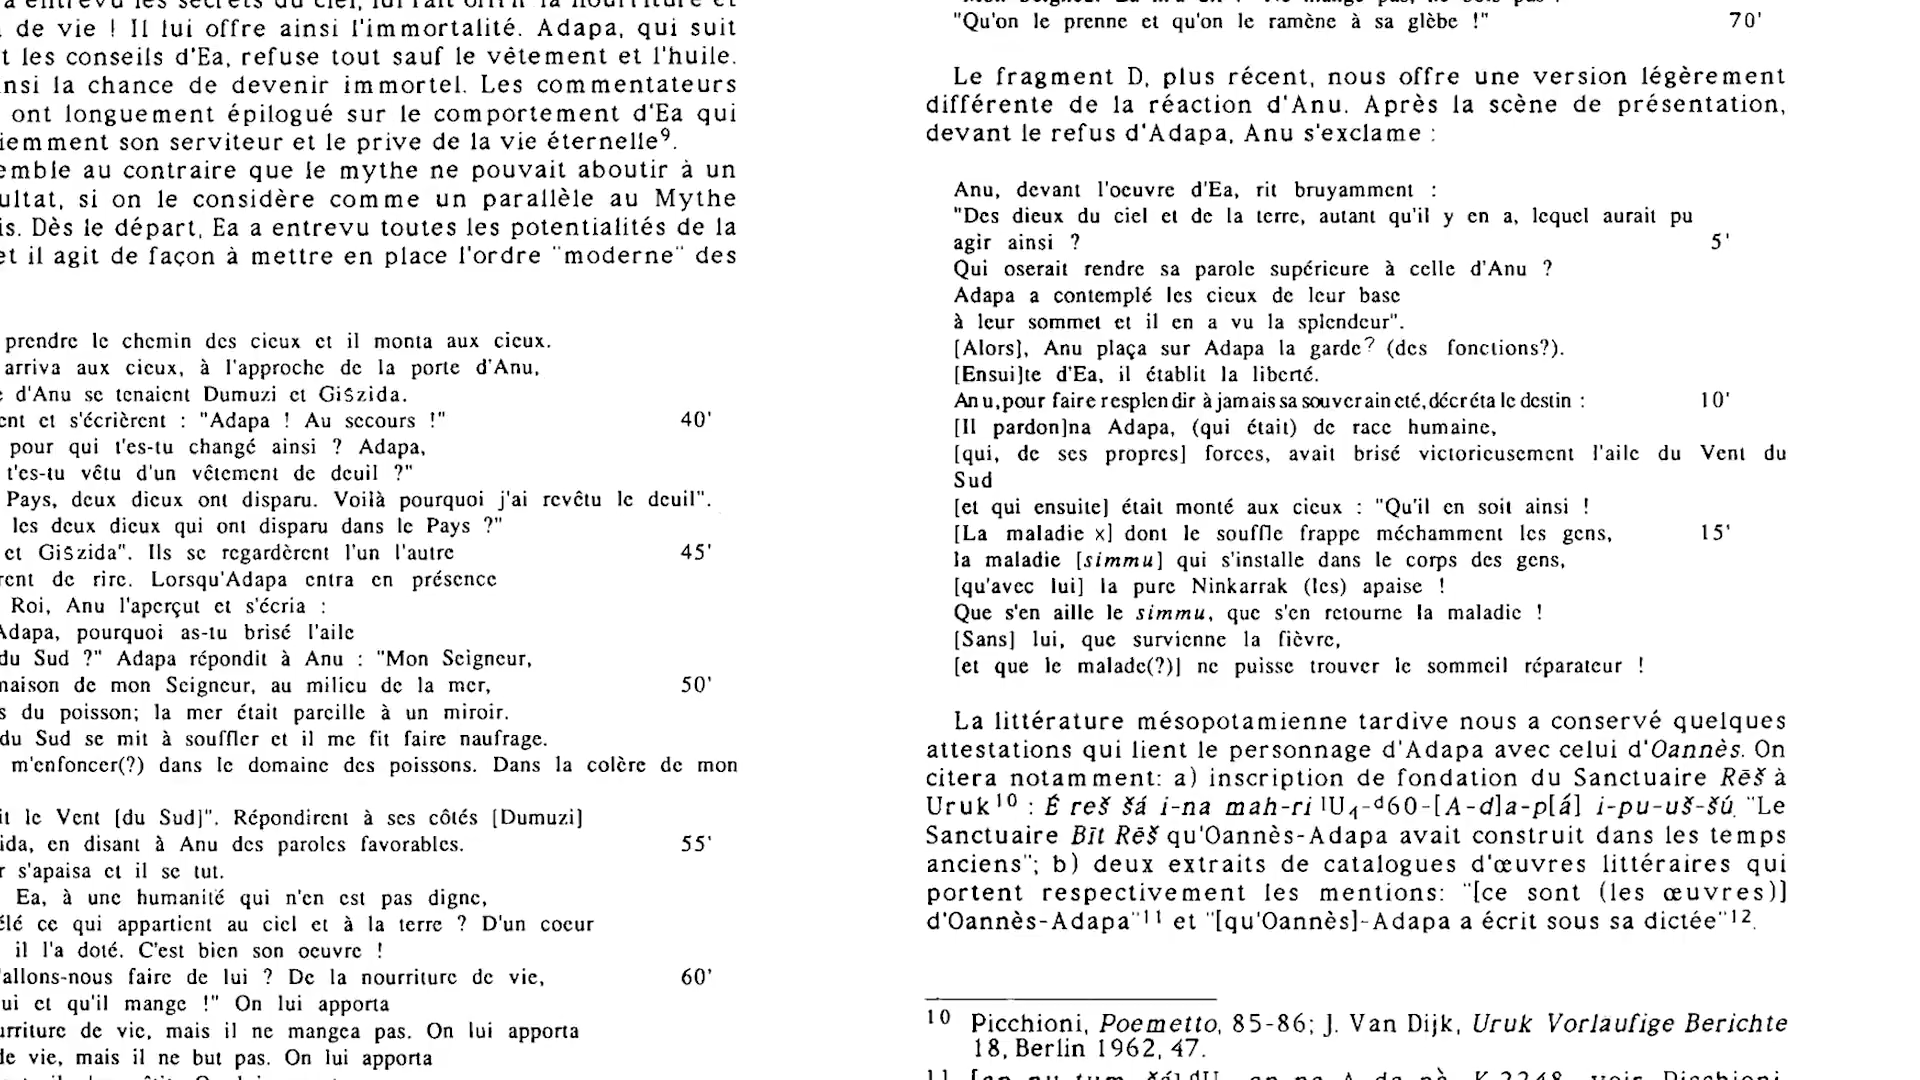 a entrevu les secrets du ciel, lui fait offrir la nourriture et
de vie ! Il lui offre ainsi l'immortalité. Adapa, qui suit
t les conseils d'Ea, refuse tout sauf le vêtement et l'huile.
insi la chance de devenir immortel. Les commentateurs
ont longuement épilogué sur le comportement d'Ea qui
iemment son serviteur et le prive de la vie éternelle⁹.
emble au contraire que le mythe ne pouvait aboutir à un
ultat, si on le considère comme un parallèle au Mythe
is. Dès le départ, Ea a entrevu toutes les potentialités de la
et il agit de façon à mettre en place l'ordre "moderne" des
prendre le chemin des cieux et il monta aux cieux.
arriva aux cieux, à l'approche de la porte d'Anu,
e d'Anu se tenaient Dumuzi et Gišzida.
ent et s'écrièrent : "Adapa ! Au secours !" 40'
pour qui t'es-tu changé ainsi ? Adapa,
t'es-tu vêtu d'un vêtement de deuil ?"
Pays, deux dieux ont disparu. Voilà pourquoi j'ai revêtu le deuil".
les deux dieux qui ont disparu dans le Pays ?"
et Gišzida". Ils se regardèrent l'un l'autre 45'
rent de rire. Lorsqu'Adapa entra en présence
Roi, Anu l'aperçut et s'écria :
Adapa, pourquoi as-tu brisé l'aile
du Sud ?" Adapa répondit à Anu : "Mon Seigneur,
maison de mon Seigneur, au milieu de la mer, 50'
s du poisson; la mer était pareille à un miroir.
du Sud se mit à souffler et il me fit faire naufrage.
m'enfoncer(?) dans le domaine des poissons. Dans la colère de mon
it le Vent [du Sud]". Répondirent à ses côtés [Dumuzi]
ida, en disant à Anu des paroles favorables. 55'
r s'apaisa et il se tut.
Ea, à une humanité qui n'en est pas digne,
élé ce qui appartient au ciel et à la terre ? D'un coeur
il l'a doté. C'est bien son oeuvre !
'allons-nous faire de lui ? De la nourriture de vie, 60'
ui et qu'il mange !" On lui apporta
urriture de vie, mais il ne mangea pas. On lui apporta
de vie, mais il ne but pas. On lui apporta
"Qu'on le prenne et qu'on le ramène à sa glèbe !" 70'
Le fragment D, plus récent, nous offre une version légèrement
différente de la réaction d'Anu. Après la scène de présentation,
devant le refus d'Adapa, Anu s'exclame :
Anu, devant l'oeuvre d'Ea, rit bruyamment :
"Des dieux du ciel et de la terre, autant qu'il y en a, lequel aurait pu
agir ainsi ? 5'
Qui oserait rendre sa parole supérieure à celle d'Anu ?
Adapa a contemplé les cieux de leur base
à leur sommet et il en a vu la splendeur".
[Alors], Anu plaça sur Adapa la garde? (des fonctions?).
[Ensui]te d'Ea, il établit la liberté.
Anu, pour faire resplendir à jamais sa souveraineté, décréta le destin : 10'
[Il pardon]na Adapa, (qui était) de race humaine,
[qui, de ses propres] forces, avait brisé victorieusement l'aile du Vent du
Sud
[et qui ensuite] était monté aux cieux : "Qu'il en soit ainsi !
[La maladie x] dont le souffle frappe méchamment les gens, 15'
la maladie [simmu] qui s'installe dans le corps des gens,
[qu'avec lui] la pure Ninkarrak (les) apaise !
Que s'en aille le simmu, que s'en retourne la maladie !
[Sans] lui, que survienne la fièvre,
[et que le malade(?)] ne puisse trouver le sommeil réparateur !
La littérature mésopotamienne tardive nous a conservé quelques
attestations qui lient le personnage d'Adapa avec celui d'Oannès. On
citera notamment: a) inscription de fondation du Sanctuaire Rēš à
Uruk¹⁰ : É reš šá i-na mah-ri ¹U₄-ᵈ60-[A-d]a-p[á] i-pu-uš-šú. "Le
Sanctuaire Bīt Rēš qu'Oannès-Adapa avait construit dans les temps
anciens"; b) deux extraits de catalogues d'œuvres littéraires qui
portent respectivement les mentions: "[ce sont (les œuvres)]
d'Oannès-Adapa"¹¹ et "[qu'Oannès]-Adapa a écrit sous sa dictée"¹².
10 Picchioni, Poemetto, 85-86; J. Van Dijk, Uruk Vorlaufige Berichte
18, Berlin 1962, 47.